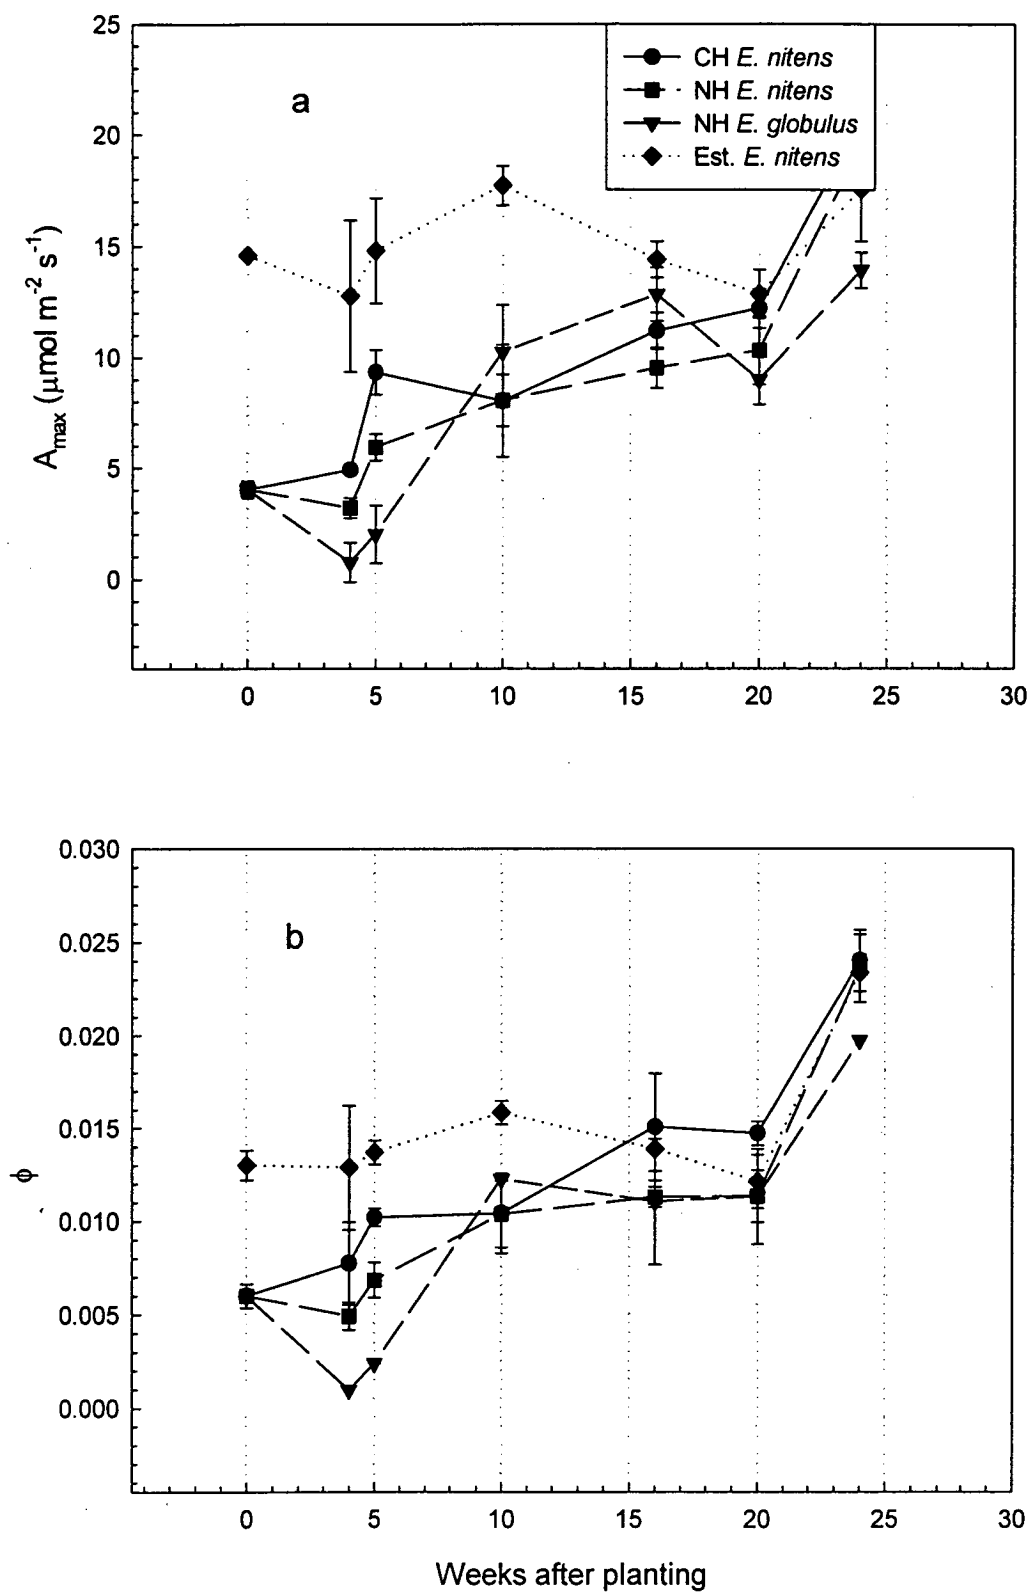 25
20
15
10
5
0
A_max (μmol m⁻² s⁻¹)
a
CH E. nitens
NH E. nitens
NH E. globulus
Est. E. nitens
0 5 10 15 20 25 30
0.030
0.025
0.020
0.015
0.010
0.005
0.000
ϕ
b
0 5 10 15 20 25 30
Weeks after planting